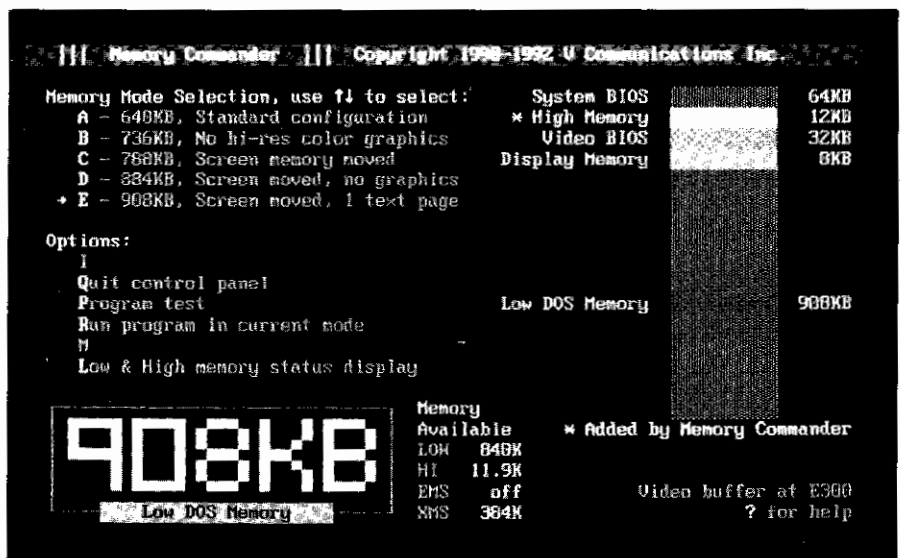 Memory Commander Copyright 1990-1992 V Communications Inc.
Memory Mode Selection, use ↑↓ to select:
A - 640KB, Standard configuration
B - 736KB, No hi-res color graphics
C - 788KB, Screen memory moved
D - 884KB, Screen moved, no graphics
→ E - 908KB, Screen moved, 1 text page
Options:
I
Quit control panel
Program test
Run program in current mode
M
Low & High memory status display
908KB
Low DOS Memory
Memory
Available
LOW 840K
HI 11.9K
EMS off
XMS 384K
System BIOS 64KB
* High Memory 12KB
Video BIOS 32KB
Display Memory 8KB
Low DOS Memory 908KB
* Added by Memory Commander
Video buffer at E300
? for help